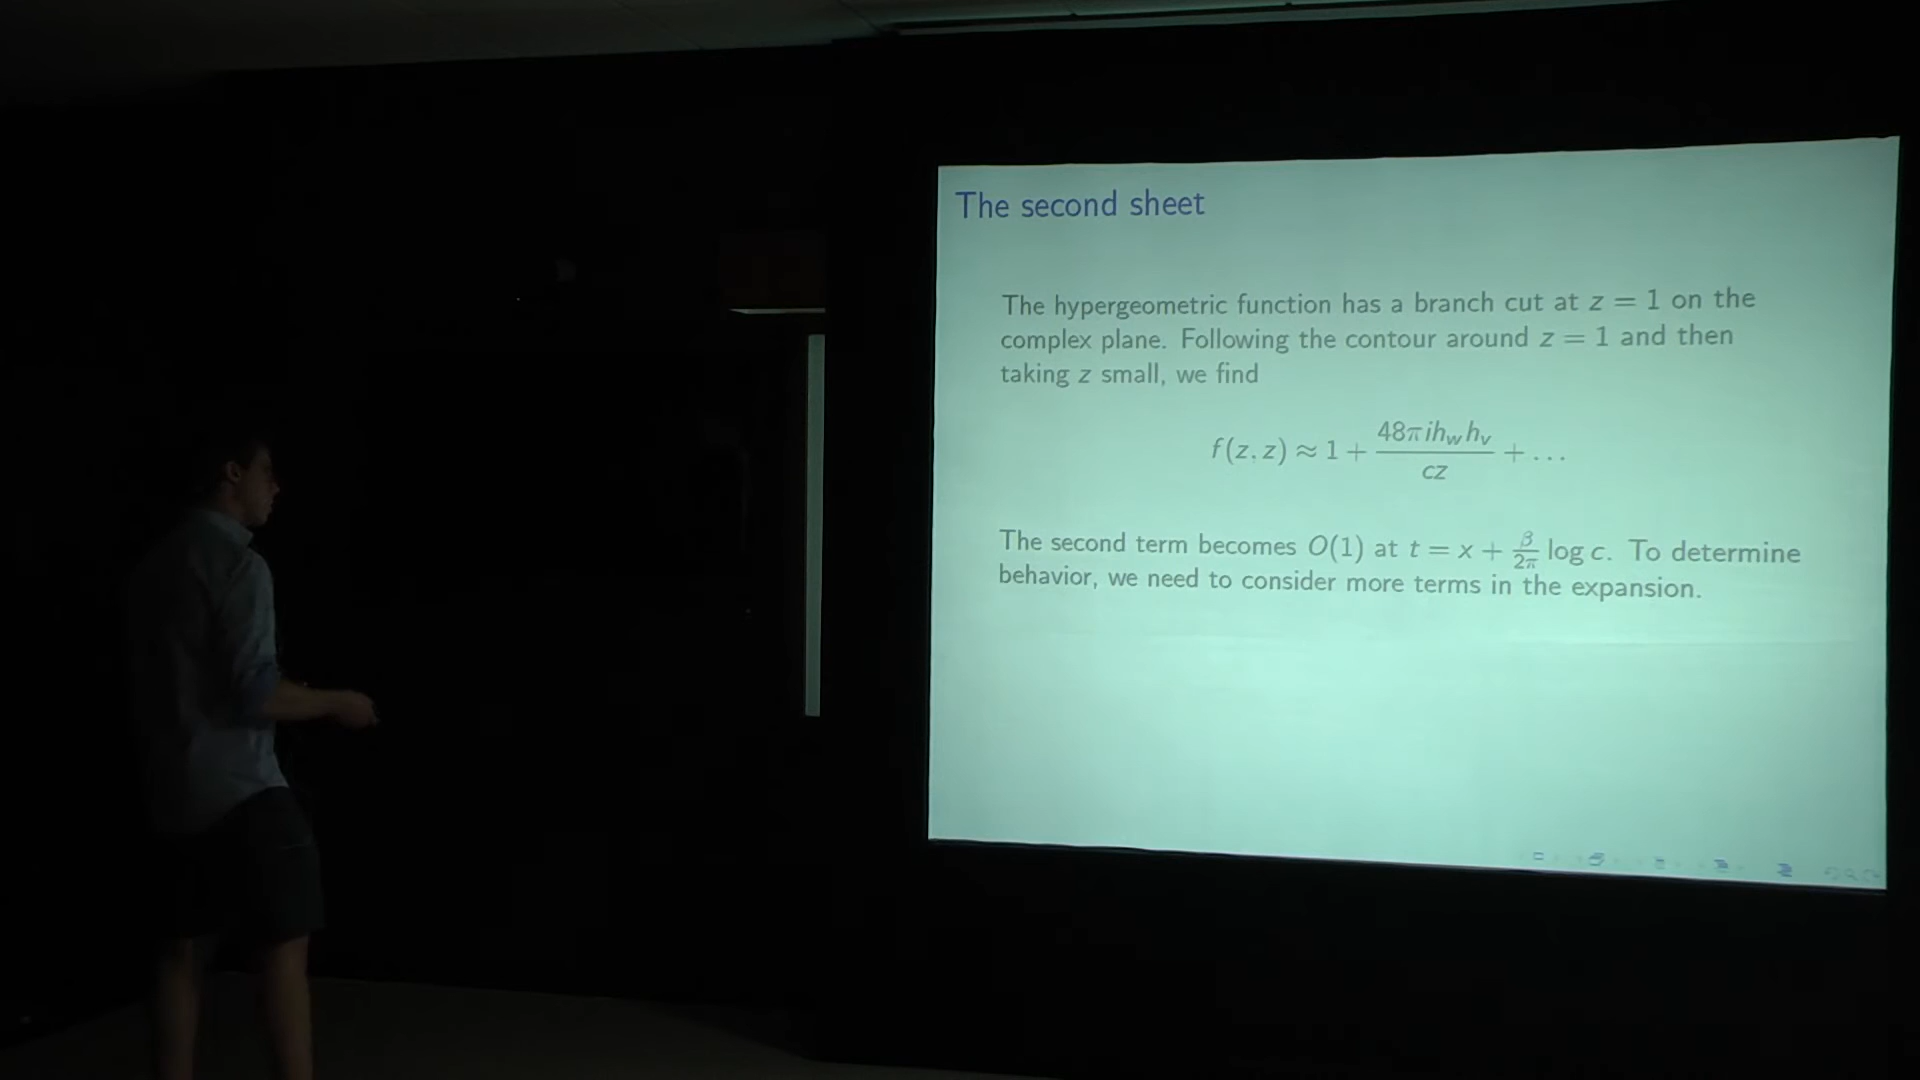 The second sheet
The hypergeometric function has a branch cut at z = 1 on the
complex plane. Following the contour around z = 1 and then
taking z small, we find
f(z, z) ≈ 1 + 48πih_w h_v / cz + ...
The second term becomes O(1) at t = x + β/2π log c. To determine
behavior, we need to consider more terms in the expansion.